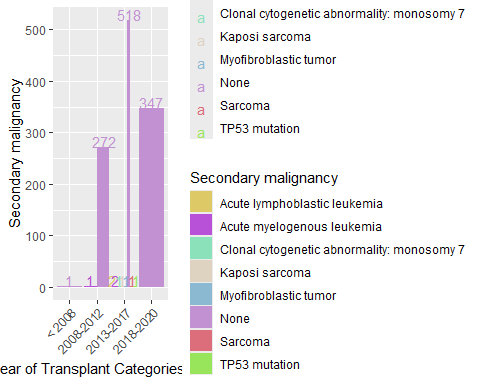 518
347
272
1
1
2
500
400
300
200
100
0
Secondary malignancy
< 2008
2008-2012
2013-2017
2018-2020
ear of Transplant Categories
a Clonal cytogenetic abnormality: monosomy 7
a Kaposi sarcoma
a Myofibroblastic tumor
a None
a Sarcoma
a TP53 mutation
Secondary malignancy
Acute lymphoblastic leukemia
Acute myelogenous leukemia
Clonal cytogenetic abnormality: monosomy 7
Kaposi sarcoma
Myofibroblastic tumor
None
Sarcoma
TP53 mutation